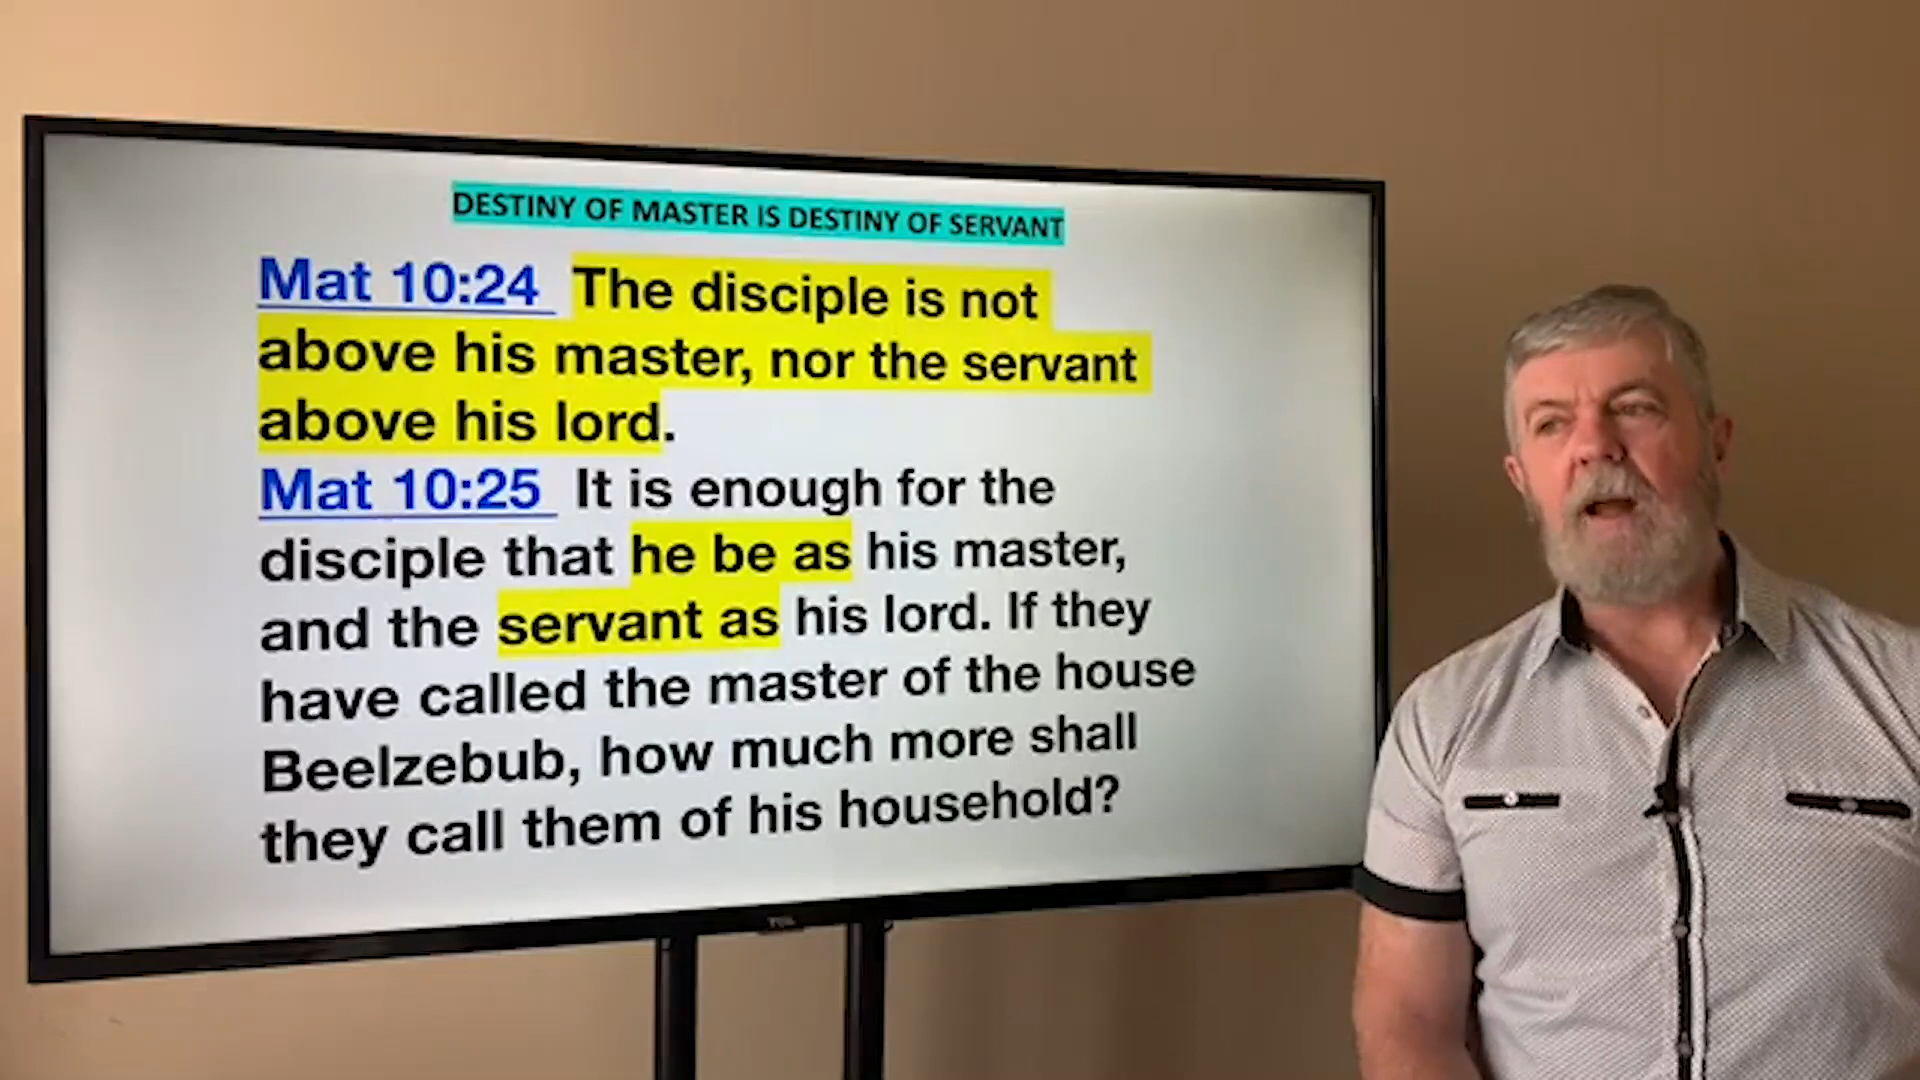 DESTINY OF MASTER IS DESTINY OF SERVANT
Mat 10:24 The disciple is not
above his master, nor the servant
above his lord.
Mat 10:25 It is enough for the
disciple that he be as his master,
and the servant as his lord. If they
have called the master of the house
Beelzebub, how much more shall
they call them of his household?
TCL